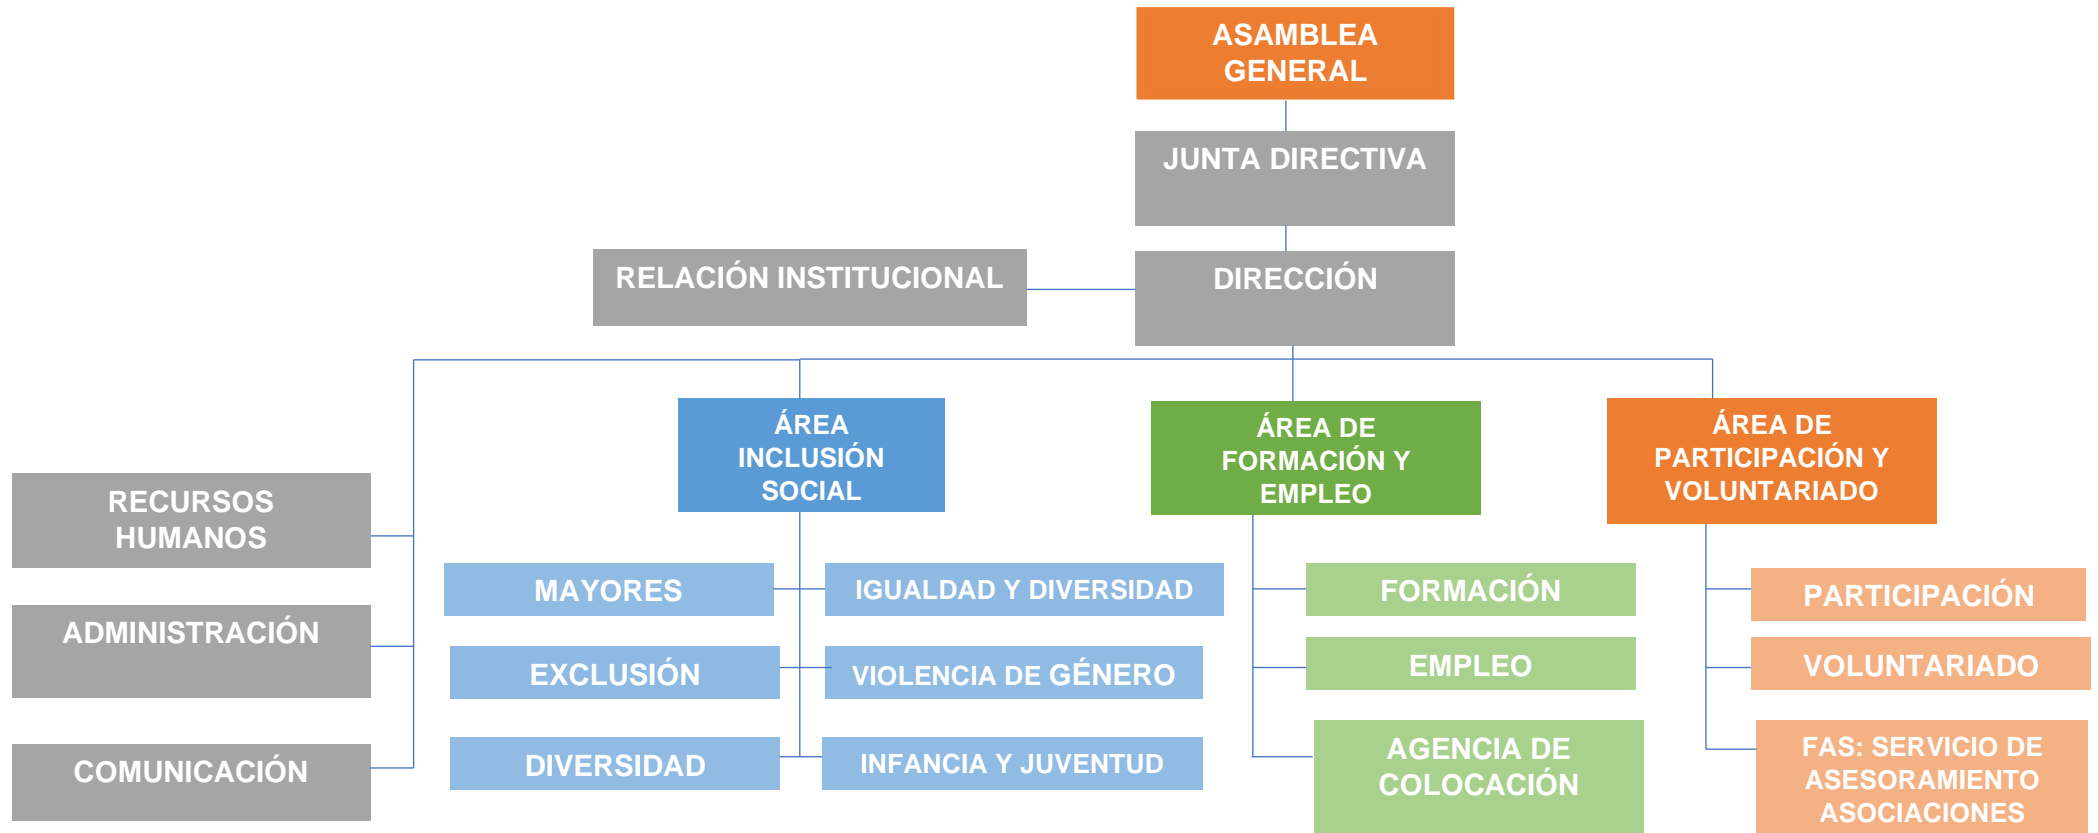 ASAMBLEA
GENERAL
JUNTA DIRECTIVA
RELACIÓN INSTITUCIONAL
DIRECCIÓN
RECURSOS
HUMANOS
ADMINISTRACIÓN
COMUNICACIÓN
ÁREA
INCLUSIÓN
SOCIAL
MAYORES
IGUALDAD Y DIVERSIDAD
EXCLUSIÓN
VIOLENCIA DE GÉNERO
DIVERSIDAD
INFANCIA Y JUVENTUD
ÁREA DE
FORMACIÓN Y
EMPLEO
FORMACIÓN
EMPLEO
AGENCIA DE
COLOCACIÓN
ÁREA DE
PARTICIPACIÓN Y
VOLUNTARIADO
PARTICIPACIÓN
VOLUNTARIADO
FAS: SERVICIO DE
ASESORAMIENTO
ASOCIACIONES